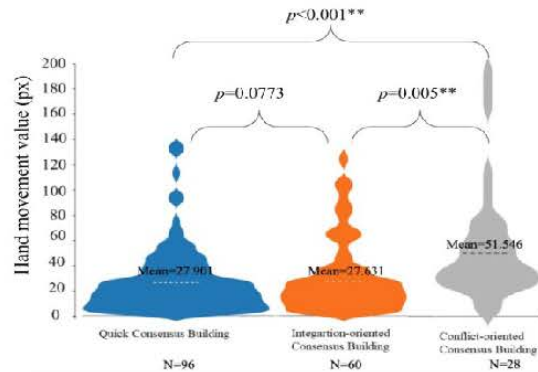 p<0.001**
Hand movement value (px)
200
180
160
140
120
100
80
60
40
20
0
p=0.0773
p=0.005**
Mean=27.901
Mean=27.631
Mean=51.546
Quick Consensus Building
N=96
Integartion-oriented
Consensus Building
N=60
Conflict-oriented
Consensus Building
N=28